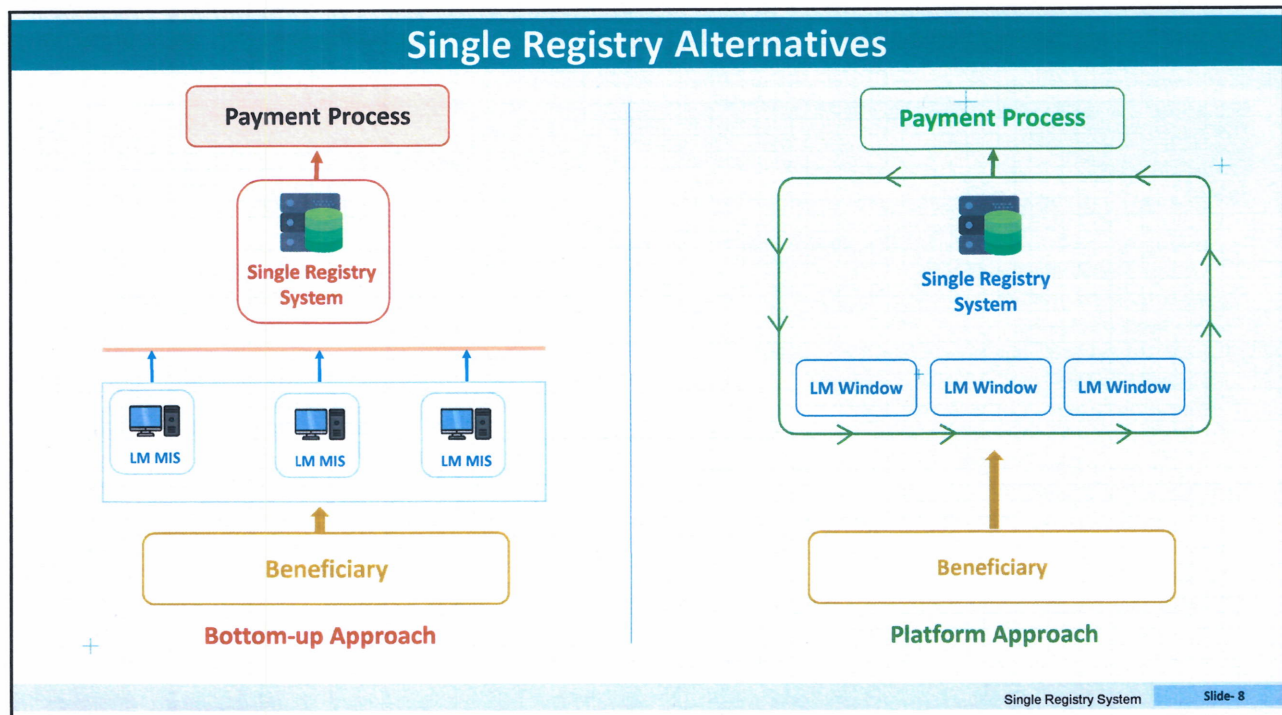 Single Registry Alternatives
Payment Process
Single Registry
System
LM MIS
LM MIS
LM MIS
Beneficiary
Bottom-up Approach
Payment Process
Single Registry
System
LM Window
LM Window
LM Window
Beneficiary
Platform Approach
Single Registry System
Slide- 8